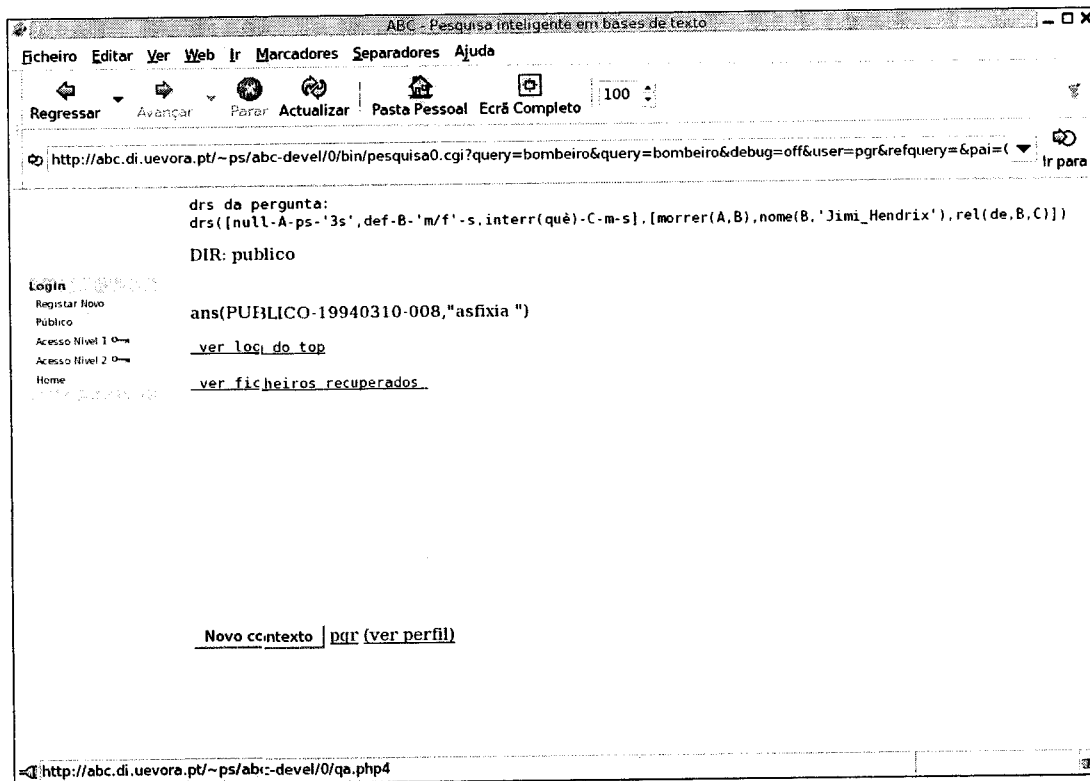 ABC - Pesquisa inteligente em bases de texto
Ficheiro Editar Ver Web Ir Marcadores Separadores Ajuda
Regressar Avançar Parar Actualizar Pasta Pessoal Ecrã Completo 100
http://abc.di.uevora.pt/~ps/abc-devel/0/bin/pesquisa0.cgi?query=bombeiro&query=bombeiro&debug=off&user=pgr&refquery=&pai=( Ir para
drs da pergunta:
drs([null-A-ps-'3s',def-B-'m/f'-s,interr(què)-C-m-s],[morrer(A,B),nome(B,'Jimi_Hendrix'),rel(de,B,C)])
DIR: publico
Login
Registar Novo
Público
Acesso Nivel 1
Acesso Nivel 2
Home
ans(PUBLICO-19940310-008,"asfixia ")
ver log do top
ver ficheiros recuperados
Novo contexto pgr (ver perfil)
http://abc.di.uevora.pt/~ps/abc-devel/0/qa.php4